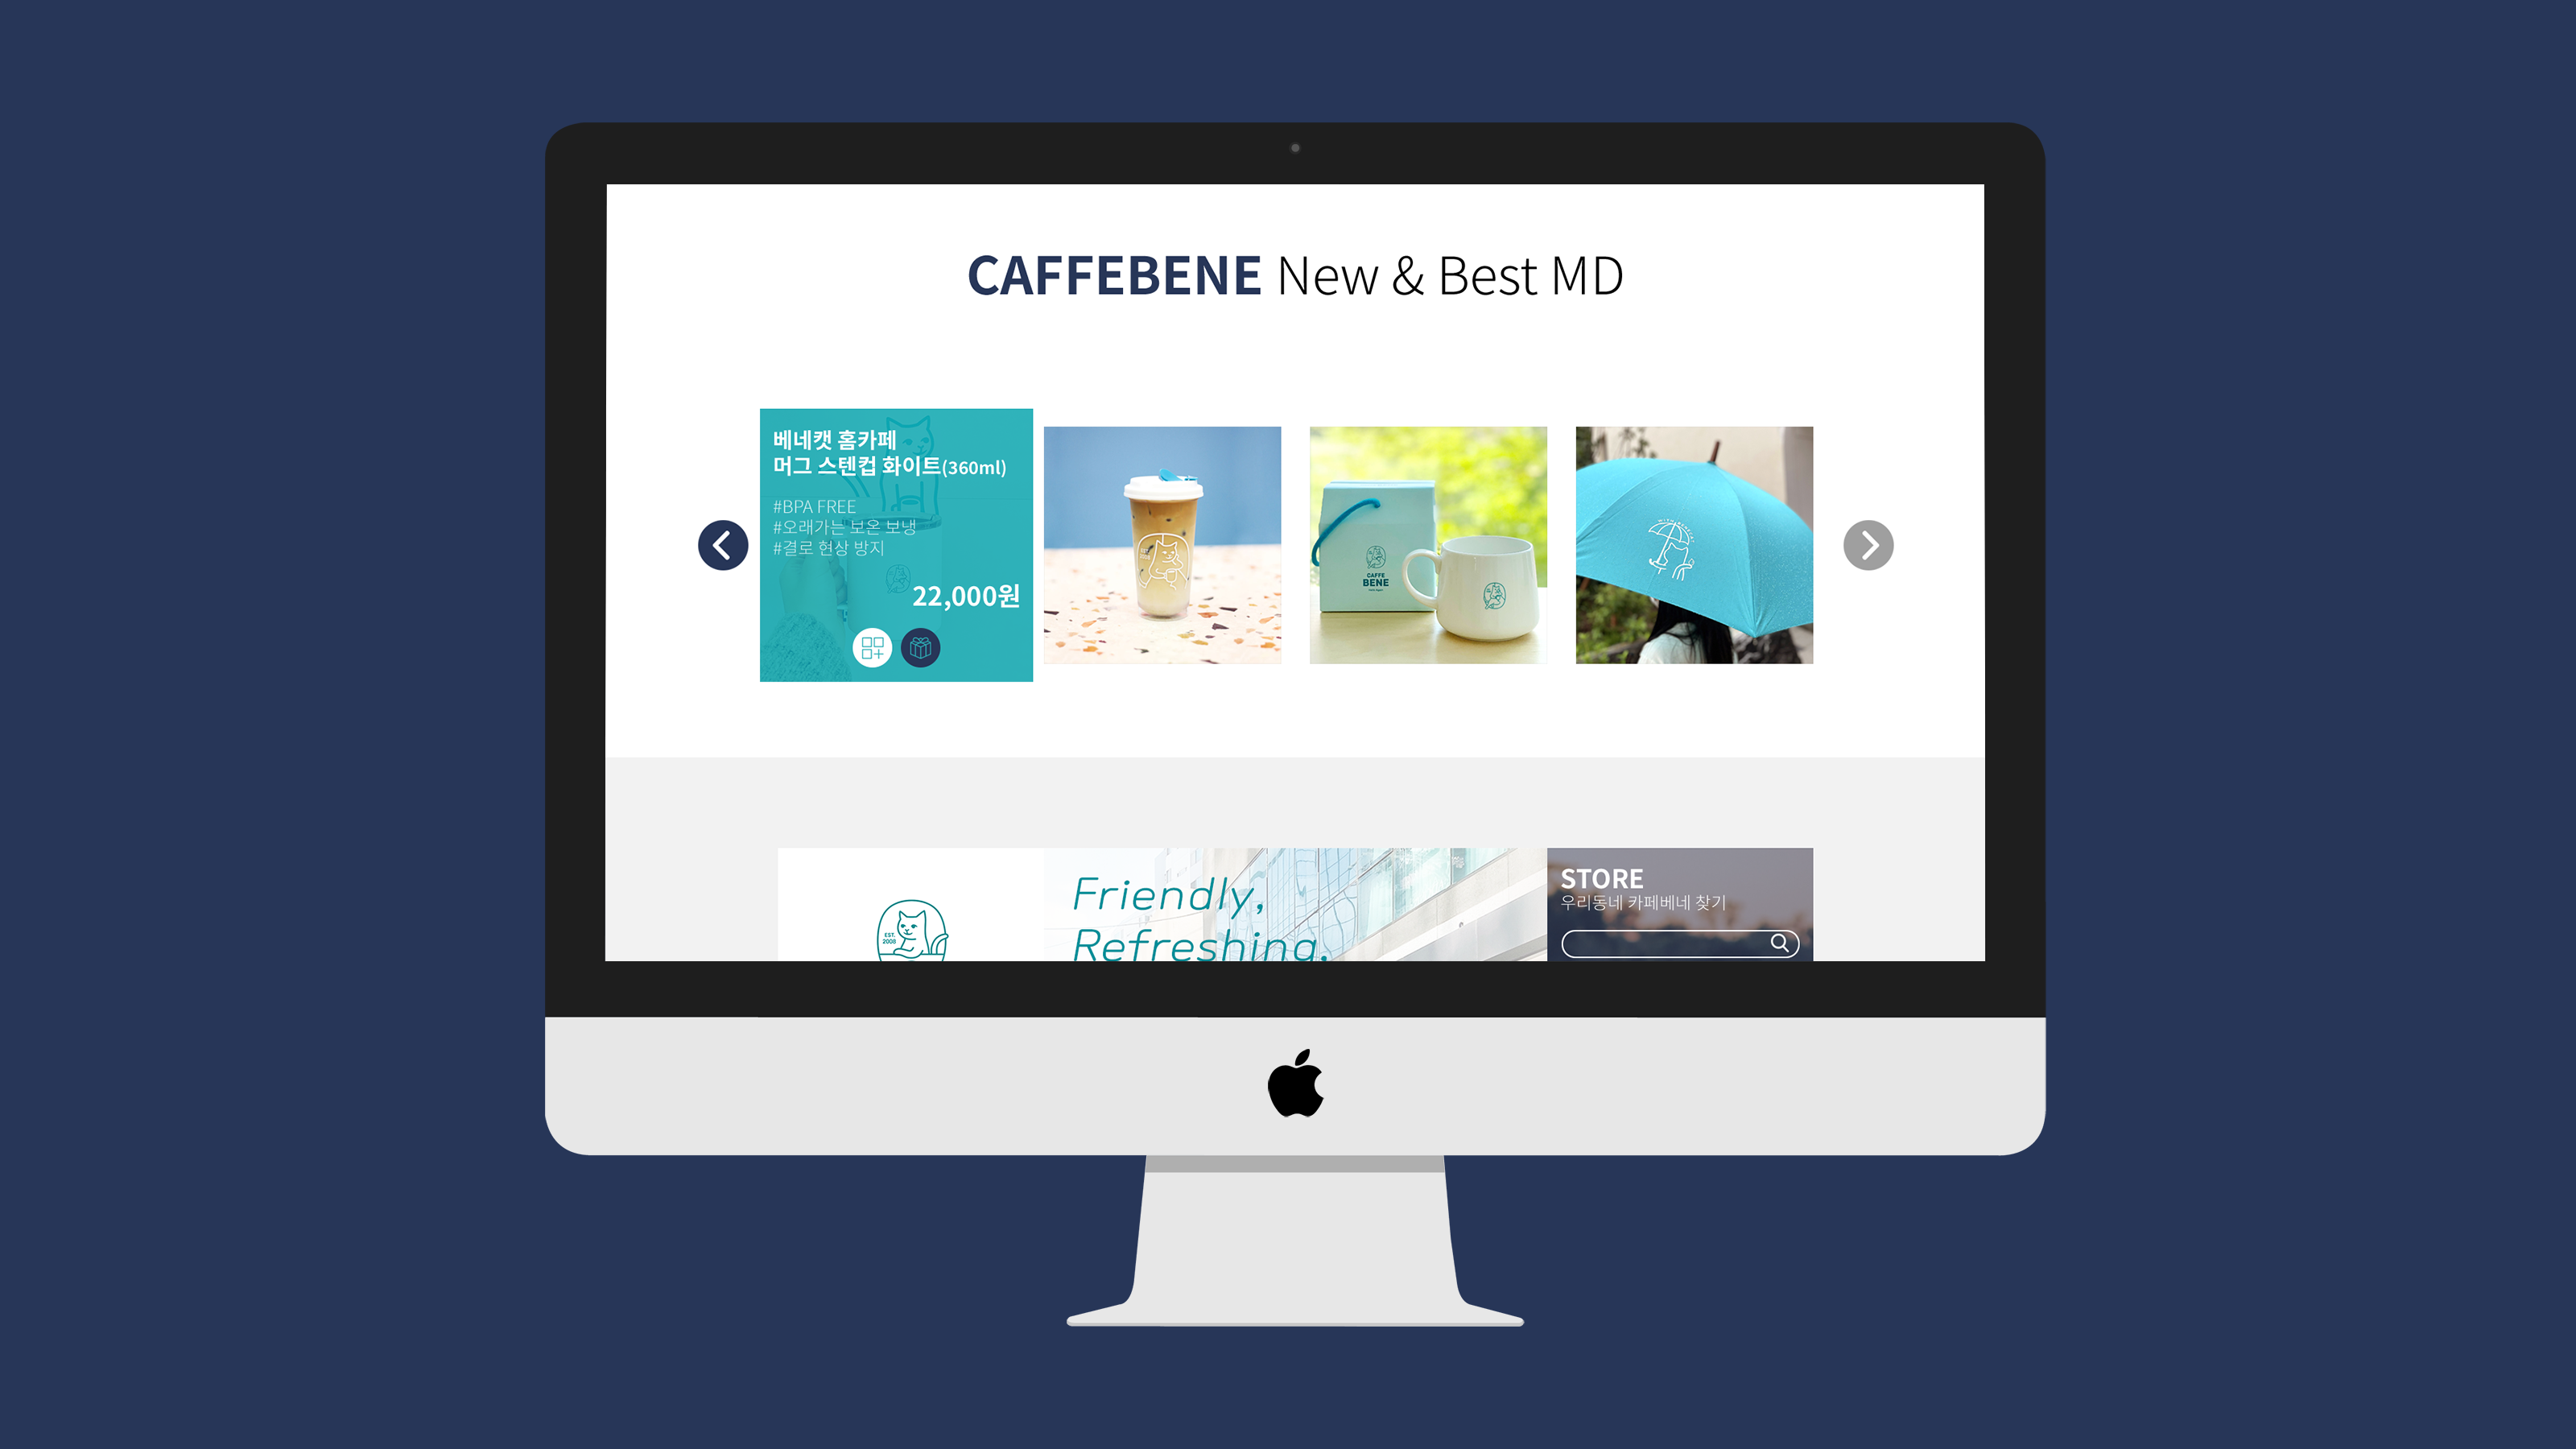 CAFFEBENE New & Best MD
베네캣 홈카페
머그 스텐컵 화이트(360ml)
#BPA FREE
#오래가는 보온 보냉
#결로 현상 방지
22,000원
CAFFE
BENE
EST.
2008
Friendly,
Refreshing,
STORE
우리동네 카페베네 찾기